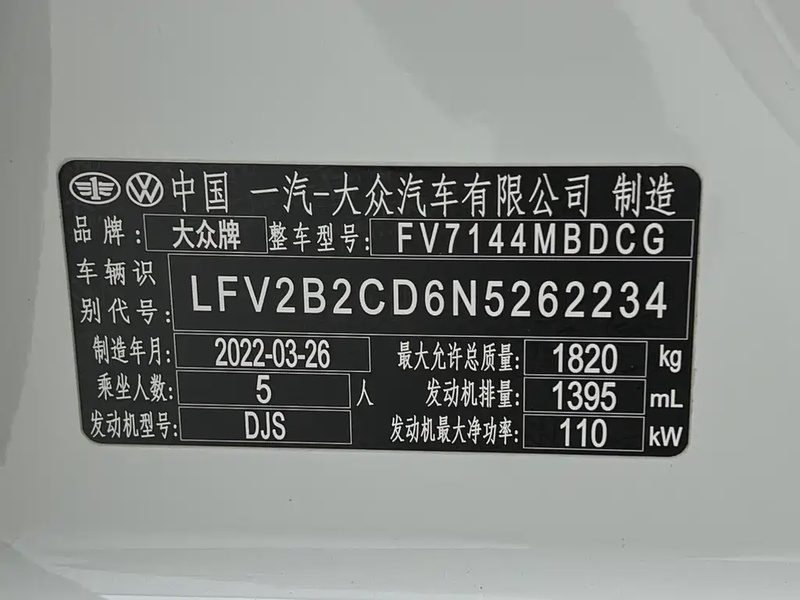 中国 一汽-大众汽车有限公司 制造
品牌: 大众牌 整车型号: FV7144MBDCG
车辆识别代号: LFV2B2CD6N5262234
制造年月: 2022-03-26 最大允许总质量: 1820 kg
乘坐人数: 5 人 发动机排量: 1395 mL
发动机型号: DJS 发动机最大净功率: 110 kW